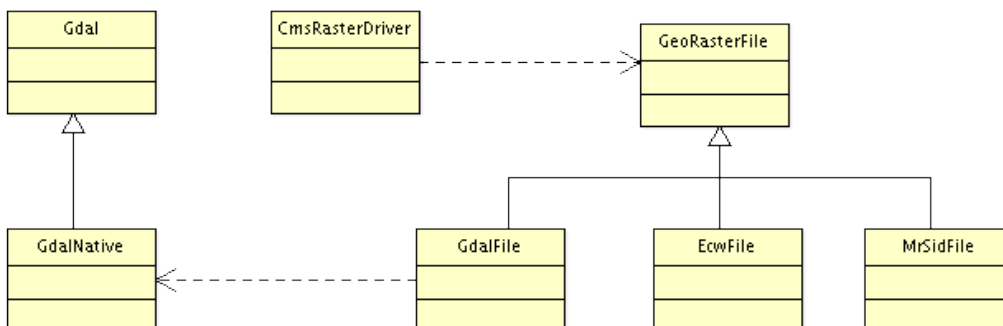 Gdal
CmsRasterDriver
GeoRasterFile
GdalNative
GdalFile
EcwFile
MrSidFile